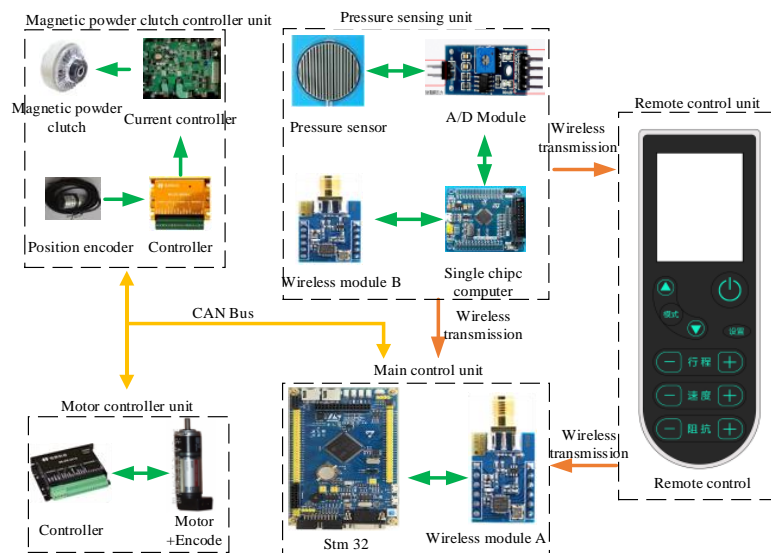 Magnetic powder clutch controller unit
Magnetic powder
clutch
Current controller
Position encoder
Controller
Pressure sensing unit
Pressure sensor
A/D Module
Wireless module B
Single chipc
computer
Wireless
transmission
Remote control unit
模式
设置
行程
速度
阻抗
Remote control
CAN Bus
Wireless
transmission
Motor controller unit
Controller
Motor
+Encode
Main control unit
Stm 32
Wireless module A
Wireless
transmission